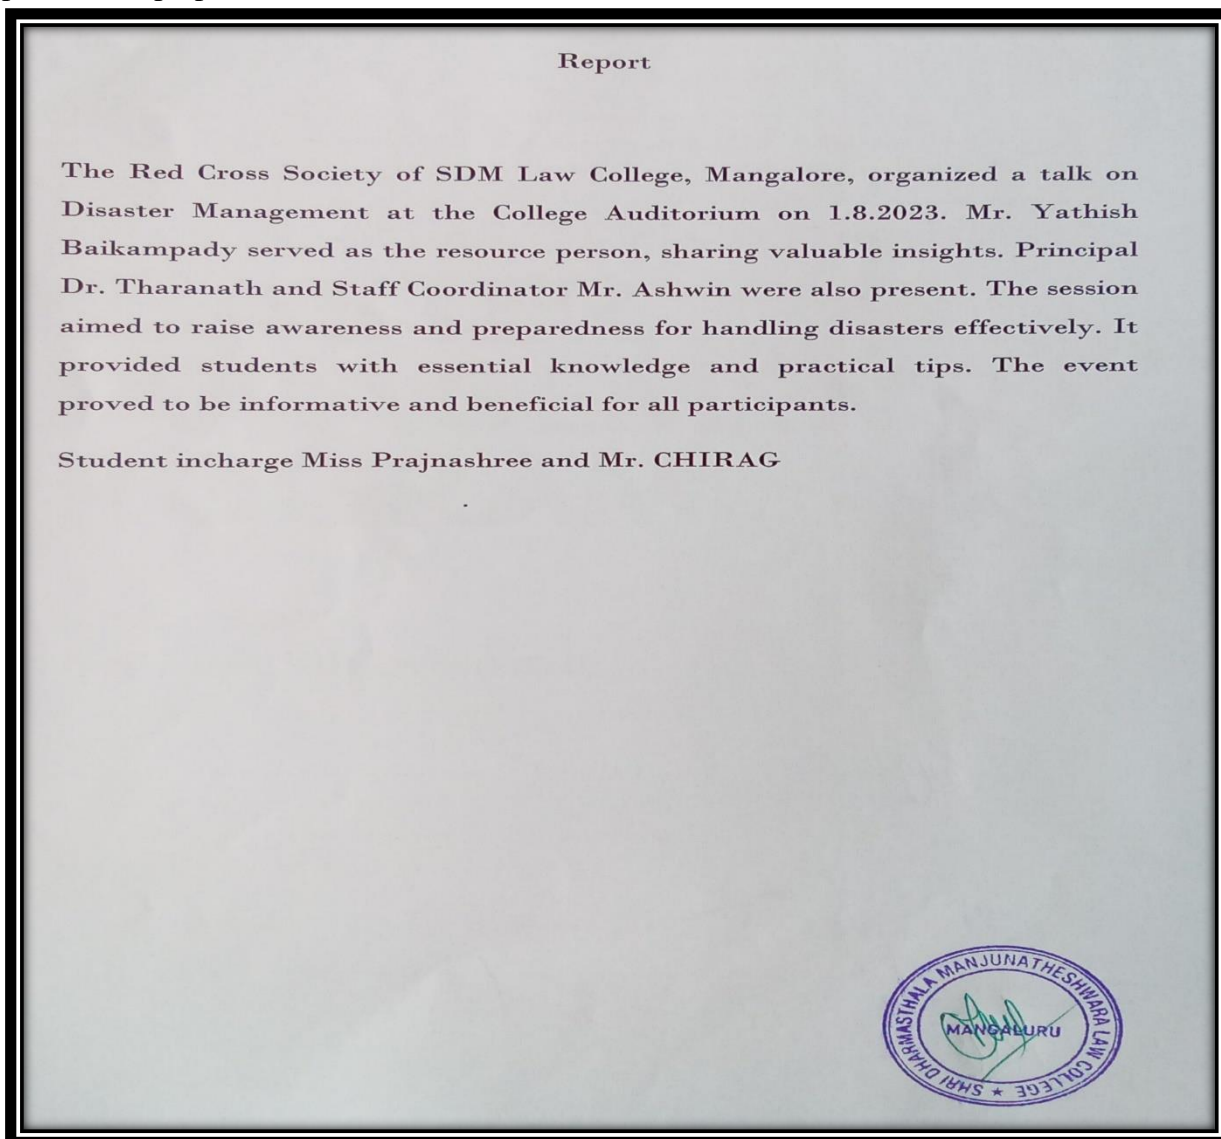 Report
The Red Cross Society of SDM Law College, Mangalore, organized a talk on
Disaster Management at the College Auditorium on 1.8.2023. Mr. Yathish
Baikampady served as the resource person, sharing valuable insights. Principal
Dr. Tharanath and Staff Coordinator Mr. Ashwin were also present. The session
aimed to raise awareness and preparedness for handling disasters effectively. It
provided students with essential knowledge and practical tips. The event
proved to be informative and beneficial for all participants.
Student incharge Miss Prajnashree and Mr. CHIRAG
SHRI DHARMASTHALA MANJUNATHESHWARA LAW COLLEGE ★
MANGALURU